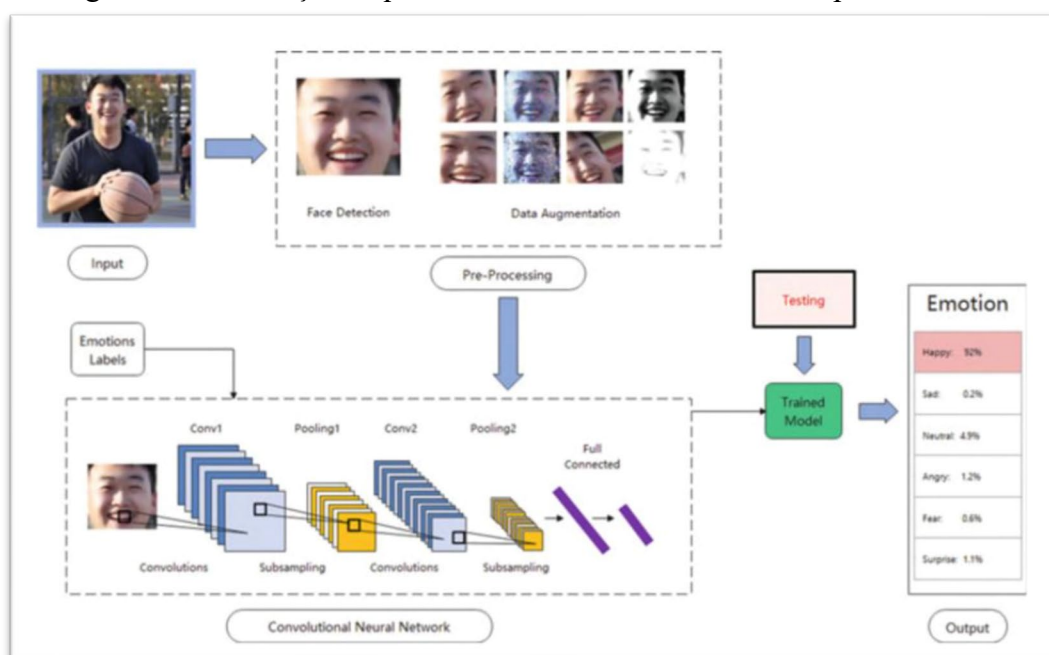 Face Detection
Data Augmentation
Input
Pre-Processing
Testing
Emotion
Emotions
Labels
Happy: 92%
Trained
Model
Sad: 0.2%
Conv1
Pooling1
Conv2
Pooling2
Full
Connected
Neutral: 4.9%
Angry: 1.2%
Fear: 0.6%
Convolutions
Subsampling
Convolutions
Subsampling
Surprise: 1.1%
Convolutional Neural Network
Output